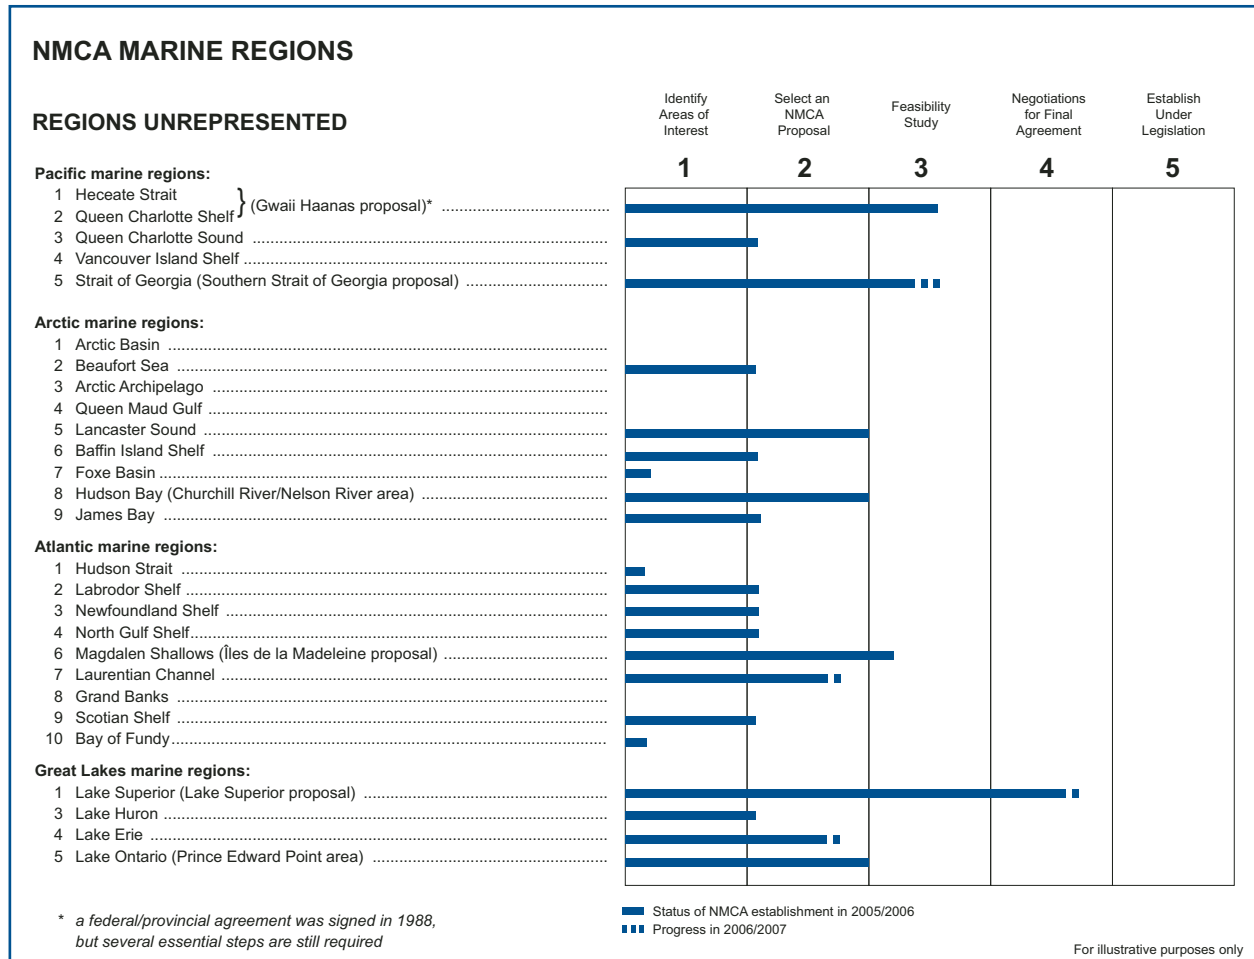 NMCA MARINE REGIONS
REGIONS UNREPRESENTED
Identify Areas of Interest
Select an NMCA Proposal
Feasibility Study
Negotiations for Final Agreement
Establish Under Legislation
1 2 3 4 5
Pacific marine regions:
1 Heceate Strait
2 Queen Charlotte Shelf } (Gwaii Haanas proposal)* ......................................
3 Queen Charlotte Sound ................................................................................
4 Vancouver Island Shelf ..................................................................................
5 Strait of Georgia (Southern Strait of Georgia proposal) ................................
Arctic marine regions:
1 Arctic Basin ...................................................................................................
2 Beaufort Sea .................................................................................................
3 Arctic Archipelago .........................................................................................
4 Queen Maud Gulf ..........................................................................................
5 Lancaster Sound ...........................................................................................
6 Baffin Island Shelf .........................................................................................
7 Foxe Basin .....................................................................................................
8 Hudson Bay (Churchill River/Nelson River area) ..........................................
9 James Bay ....................................................................................................
Atlantic marine regions:
1 Hudson Strait ................................................................................................
2 Labrodor Shelf ...............................................................................................
3 Newfoundland Shelf ......................................................................................
4 North Gulf Shelf ..............................................................................................
6 Magdalen Shallows (Îles de la Madeleine proposal) .....................................
7 Laurentian Channel .......................................................................................
8 Grand Banks .................................................................................................
9 Scotian Shelf .................................................................................................
10 Bay of Fundy ..................................................................................................
Great Lakes marine regions:
1 Lake Superior (Lake Superior proposal) .......................................................
3 Lake Huron .....................................................................................................
4 Lake Erie .......................................................................................................
5 Lake Ontario (Prince Edward Point area) .....................................................
* a federal/provincial agreement was signed in 1988,
but several essential steps are still required
Status of NMCA establishment in 2005/2006
Progress in 2006/2007
For illustrative purposes only